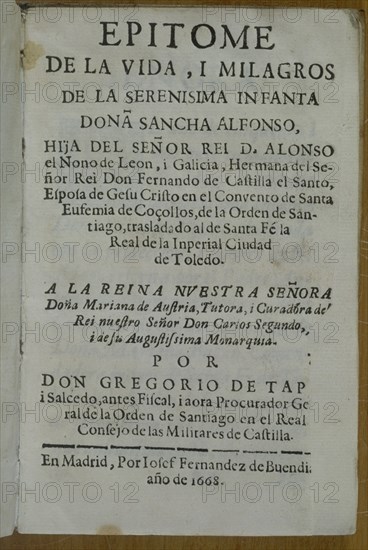 EPITOME
DE LA VIDA, I MILAGROS
DE LA SERENISIMA INFANTA
DOÑA SANCHA ALFONSO,
HIJA DEL SEÑOR REI D. ALONSO
el Nono de Leon, i Galicia, Hermana del Se-
ñor Rei Don Fernando de Castilla el Santo,
Esposa de Gesu Cristo en el Convento de Santa
Eufemia de Coçollos, de la Orden de San-
tiago, trasladado al de Santa Fé la
Real de la Inperial Ciudad
de Toledo.
A LA REINA NVESTRA SEÑORA
Doña Mariana de Austria, Tutora, i Curadora de
Rei nuestro Señor Don Carlos Segundo,
i de su Augustissima Monarquia.
POR
DON GREGORIO DE TAP
i Salcedo, antes Fiscal, i aora Procurador Ge
ral de la Orden de Santiago en el Real
Consejo de las Militares de Castilla.
En Madrid, Por Iosef Fernandez de Buendi
año de 1668.